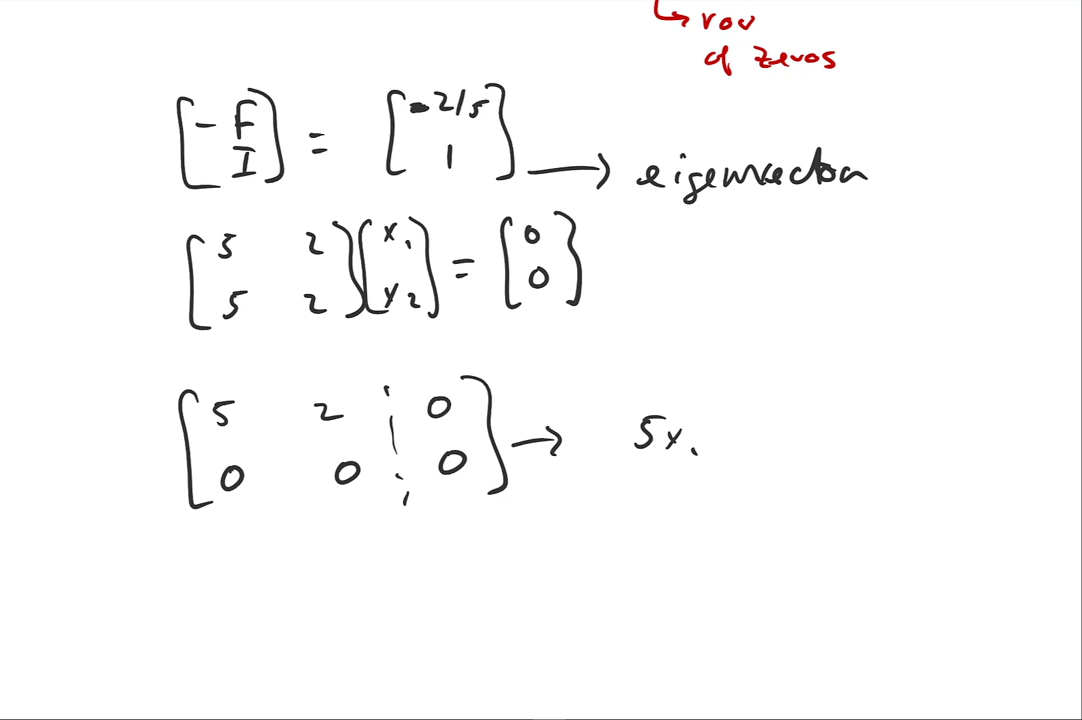 ↳ row
of zeros
[-F
I] = [-2/5
1] → eigenvector
[5 2
5 2][x₁
x₂] = [0
0]
[5 2 ¦ 0
0 0 ¦ 0] → 5x₁